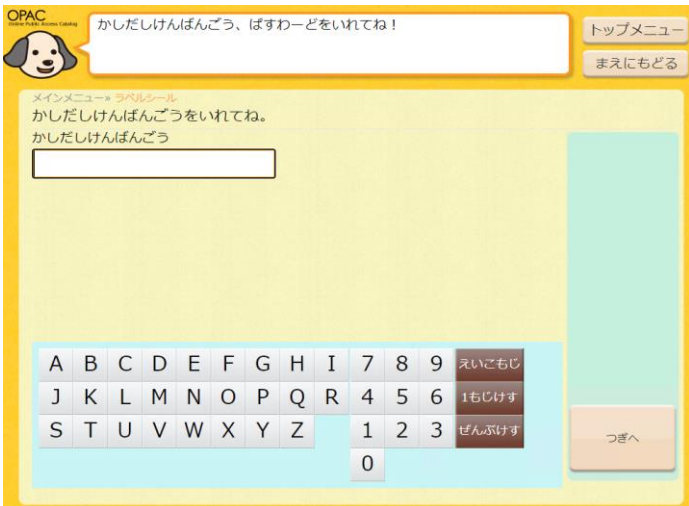 OPAC
Online Public Access Catalog
かしだしけんばんごう、ぱすわーどをいれてね！
トップメニュー
まえにもどる
メインメニュー» ラベルシール
かしだしけんばんごうをいれてね。
かしだしけんばんごう
A B C D E F G H I 7 8 9 えいこもじ
J K L M N O P Q R 4 5 6 1もじけす
S T U V W X Y Z 1 2 3 ぜんぶけす
0
つぎへ